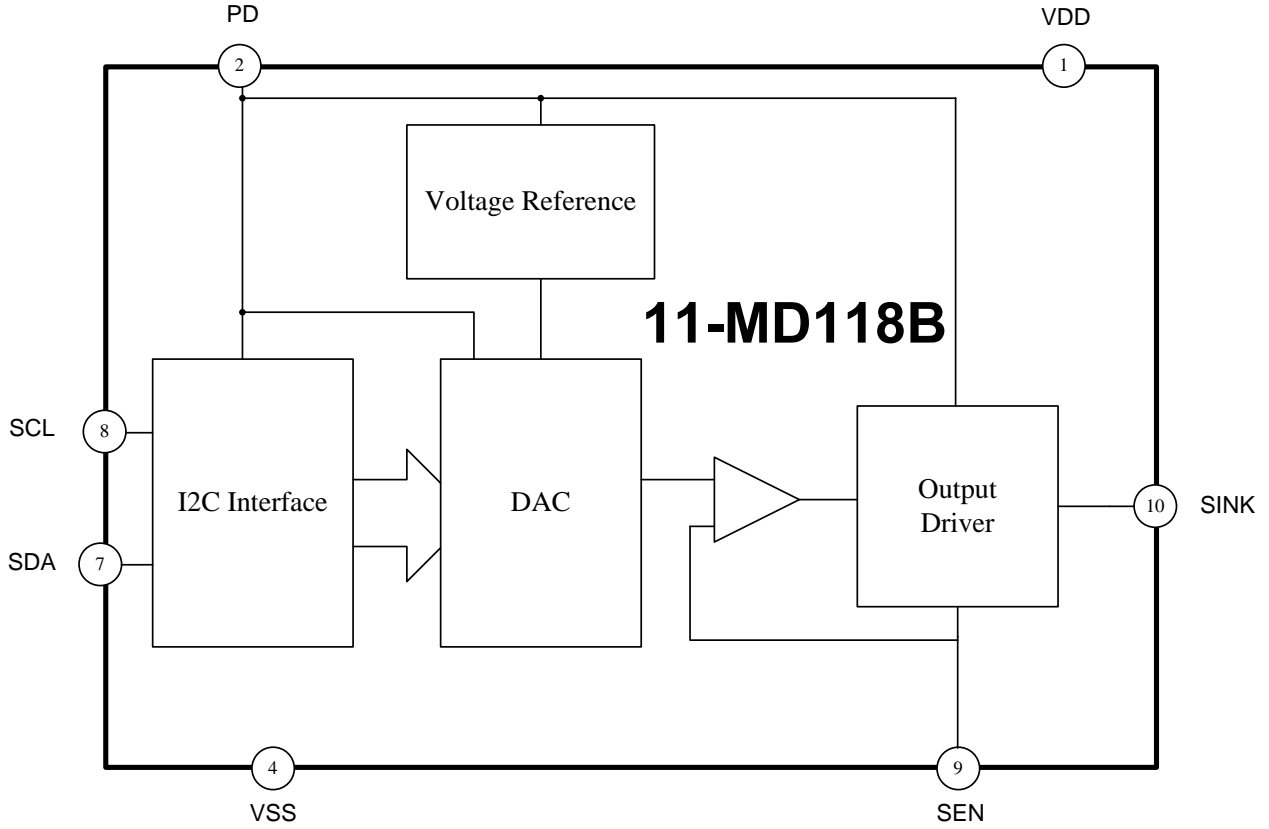 PD
VDD
2
1
Voltage Reference
11-MD118B
SCL
8
I2C Interface
DAC
Output
Driver
10
SINK
SDA
7
4
9
VSS
SEN